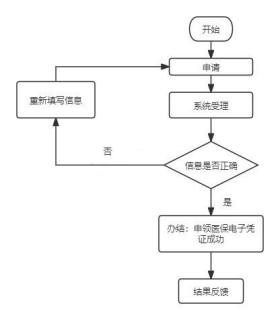 开始
申请
重新填写信息
系统受理
否
信息是否正确
是
办结：申领医保电子凭
证成功
结果反馈